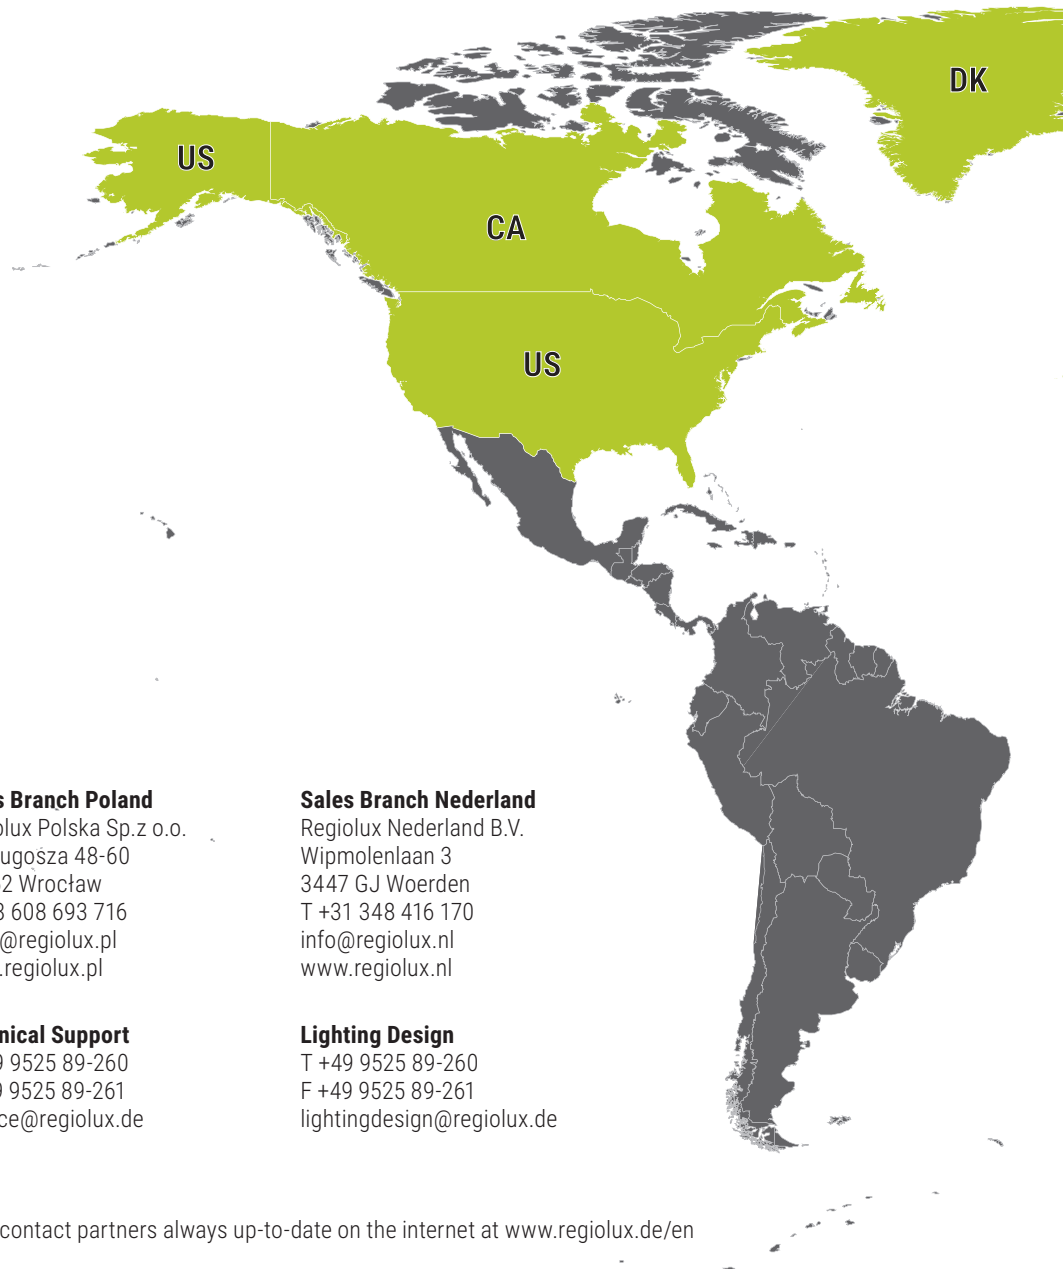 DK
US
CA
US
s Branch Poland
olux Polska Sp.z o.o.
ugosza 48-60
2 Wrocław
3 608 693 716
@regiolux.pl
.regiolux.pl
Sales Branch Nederland
Regiolux Nederland B.V.
Wipmolenlaan 3
3447 GJ Woerden
T +31 348 416 170
info@regiolux.nl
www.regiolux.nl
nical Support
9 9525 89-260
9 9525 89-261
ce@regiolux.de
Lighting Design
T +49 9525 89-260
F +49 9525 89-261
lightingdesign@regiolux.de
contact partners always up-to-date on the internet at www.regiolux.de/en